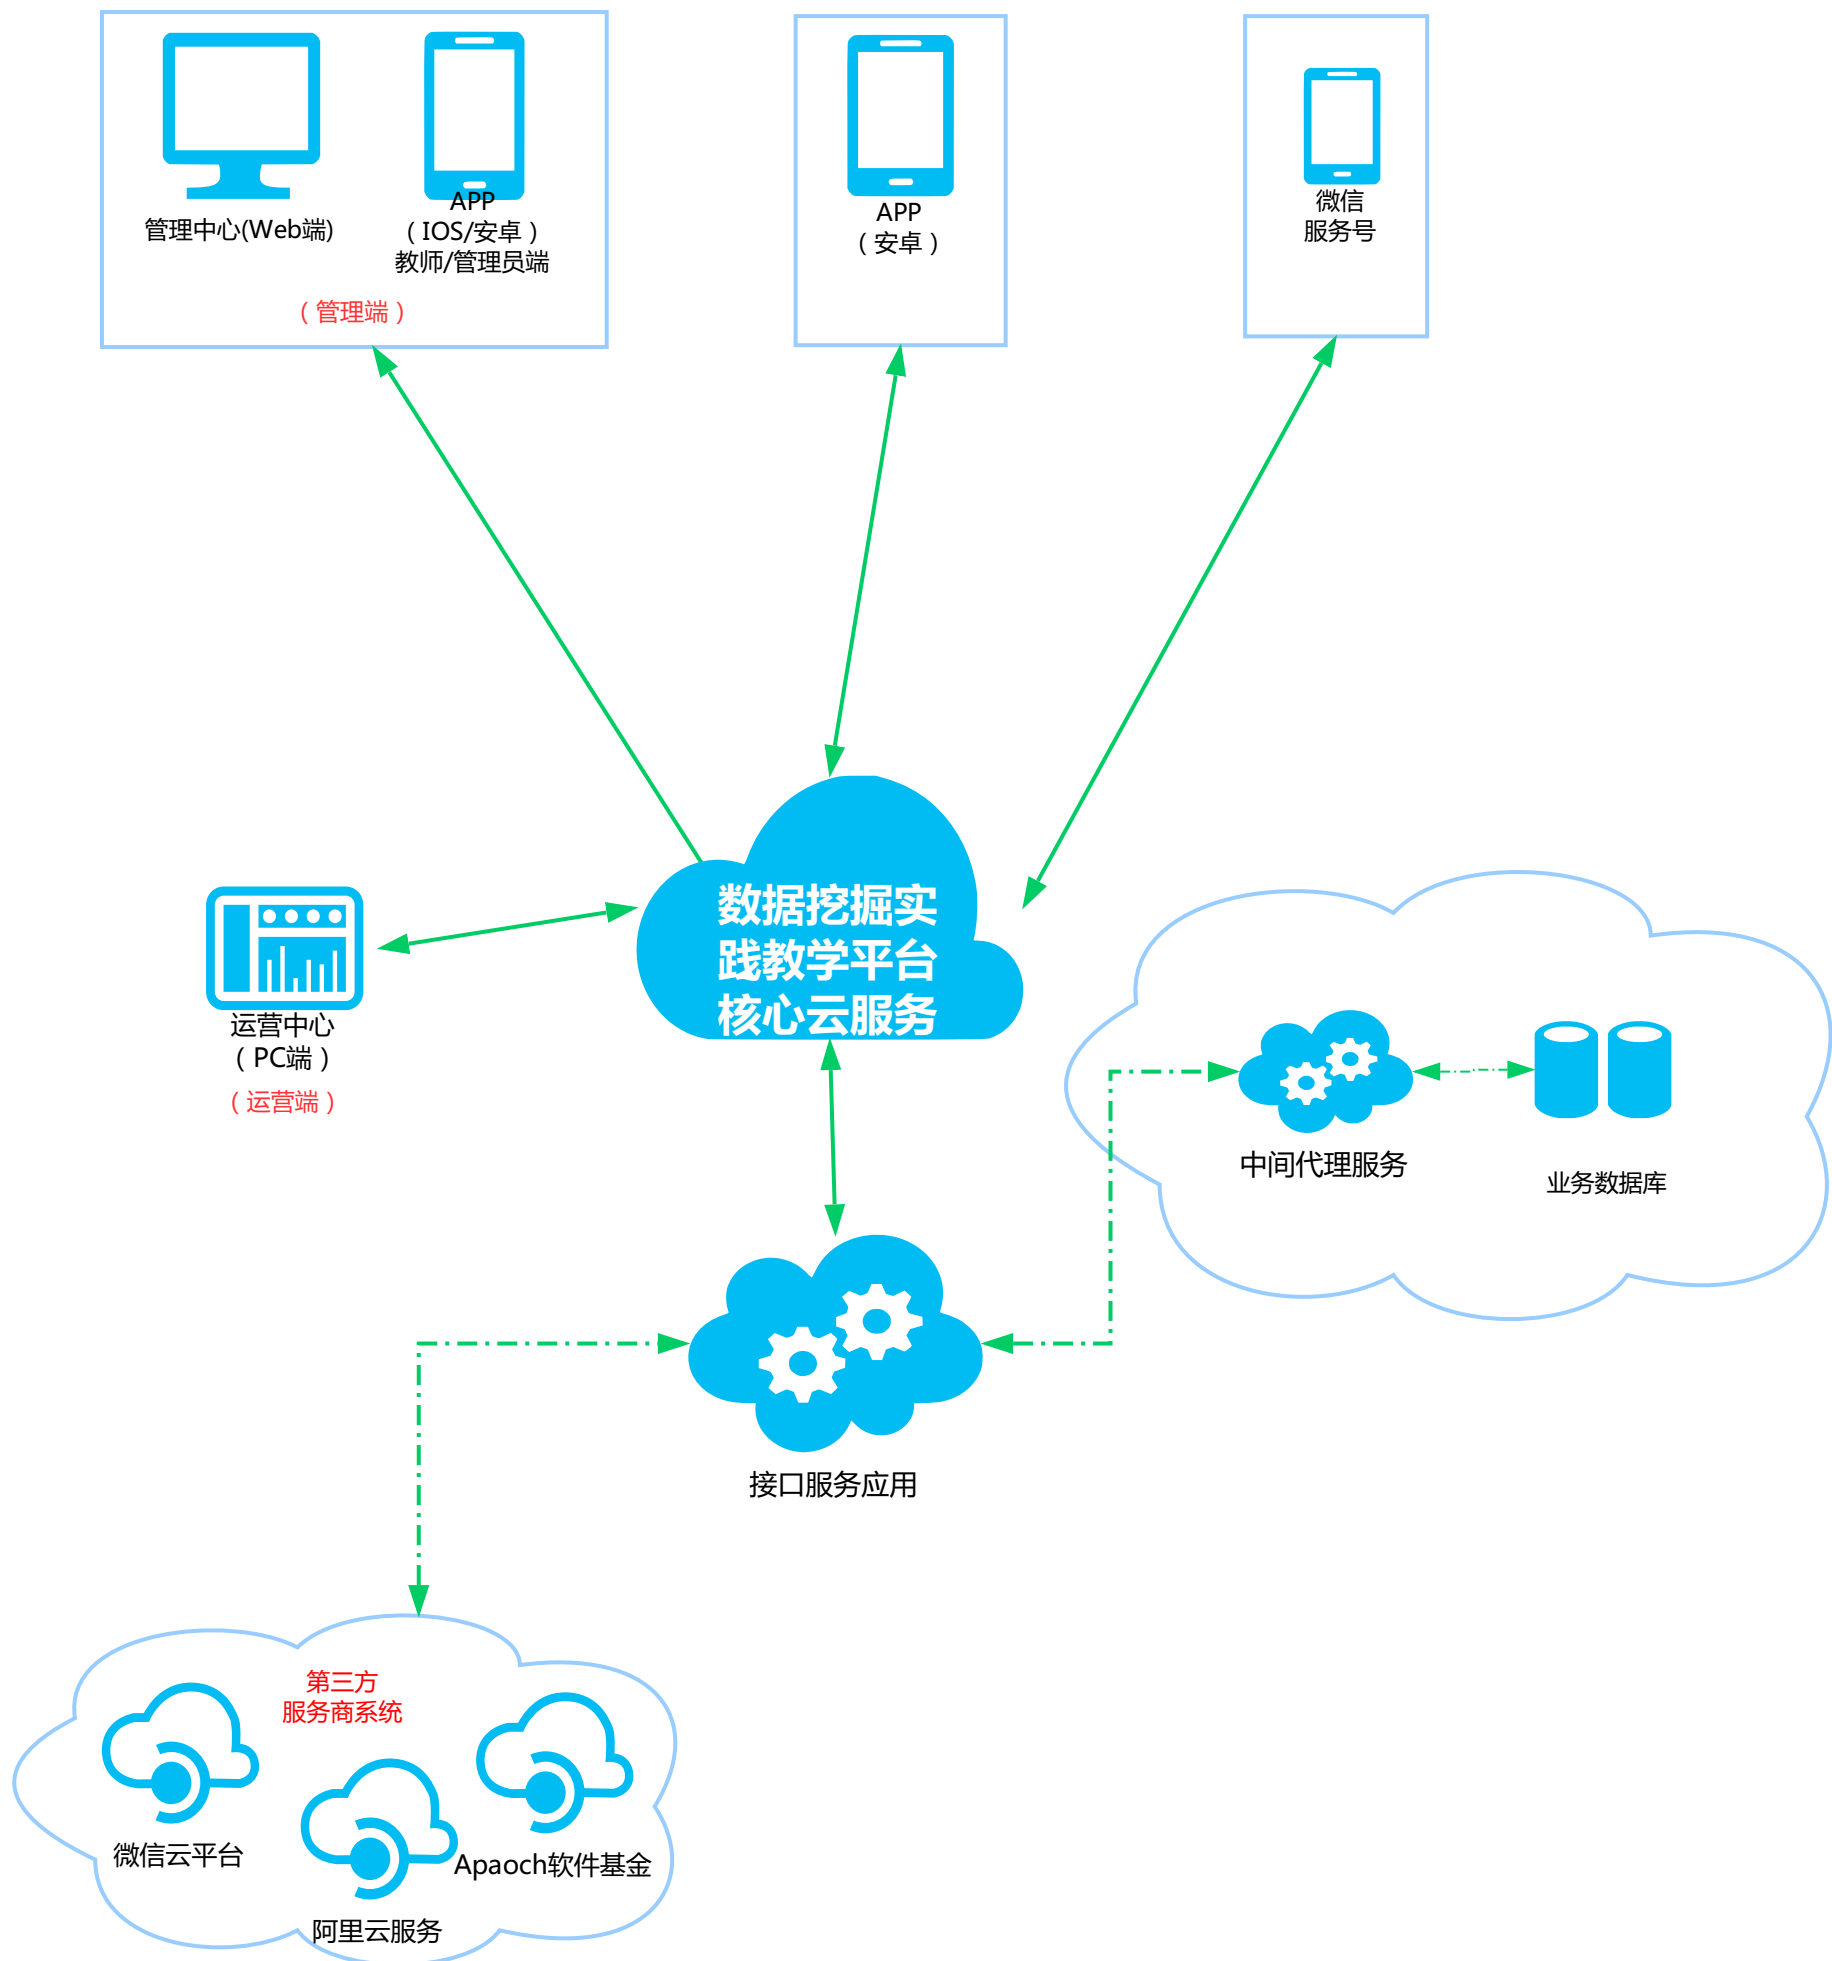 管理中心(Web端)
APP
（IOS/安卓）
教师/管理员端
（管理端）
APP
（安卓）
微信
服务号
数据挖掘实
践教学平台
核心云服务
运营中心
（PC端）
（运营端）
中间代理服务
业务数据库
接口服务应用
第三方
服务商系统
微信云平台
Apaoch软件基金
阿里云服务